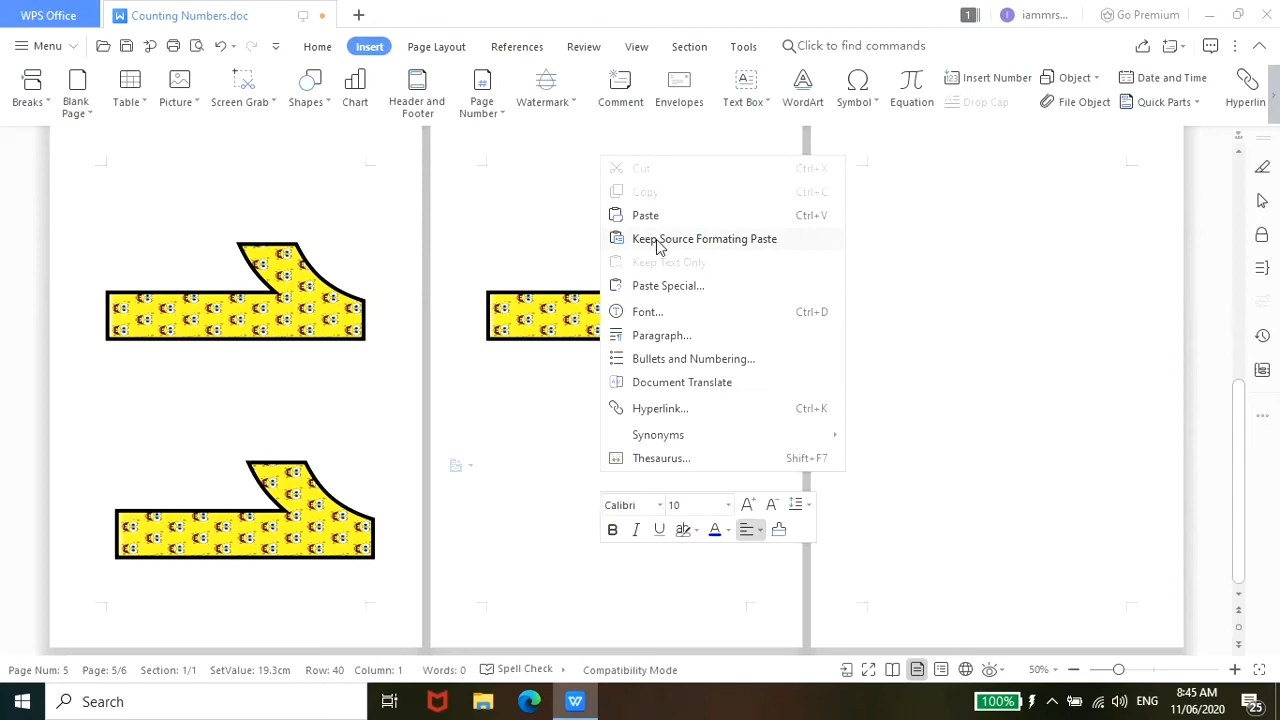 WPS Office
Counting Numbers.doc
1
iammrs...
Go Premium
Menu
Home
Insert
Page Layout
References
Review
View
Section
Tools
Click to find commands
Breaks
Blank Page
Table
Picture
Screen Grab
Shapes
Chart
Header and Footer
Page Number
Watermark
Comment
Envelopes
Text Box
WordArt
Symbol
Equation
Insert Number
Drop Cap
Object
File Object
Date and Time
Quick Parts
Hyperlin
Cut Ctrl+X
Copy Ctrl+C
Paste Ctrl+V
Keep Source Formating Paste
Keep Text Only
Paste Special...
Font... Ctrl+D
Paragraph...
Bullets and Numbering...
Document Translate
Hyperlink... Ctrl+K
Synonyms
Thesaurus... Shift+F7
Calibri 10
Page Num: 5 Page: 5/6 Section: 1/1 SetValue: 19.3cm Row: 40 Column: 1 Words: 0 Spell Check Compatibility Mode 50%
Search
100%
ENG
8:45 AM
11/06/2020
25